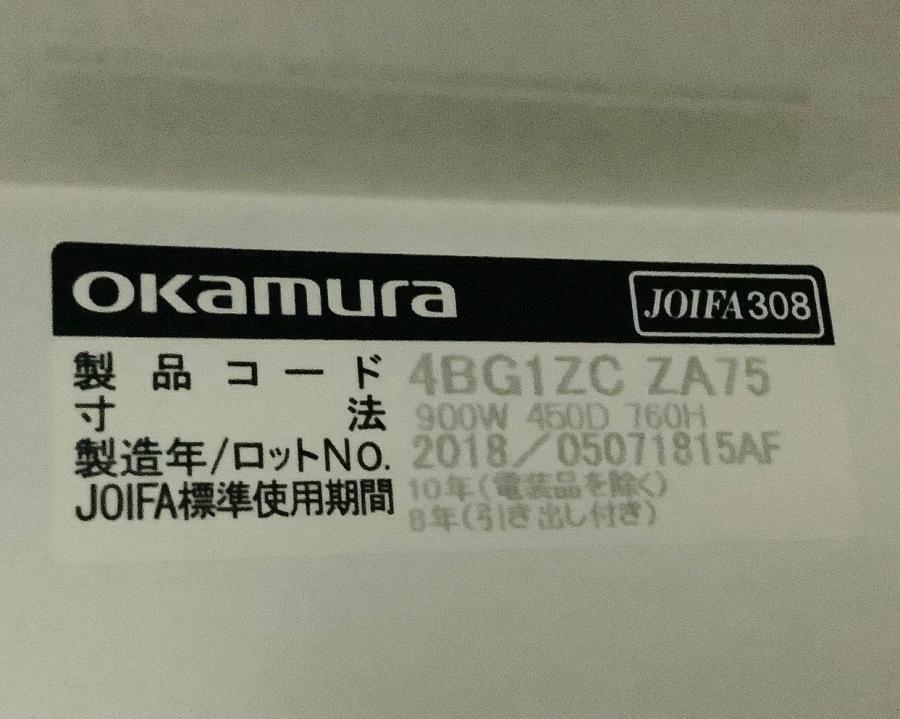 OKamura JOIFA308
製品コード 4BG1ZC ZA75
寸法 900W 450D 760H
製造年/ロットNo. 2018/05071815AF
JOIFA標準使用期間 10年(電装品を除く)
8年(引き出し付き)